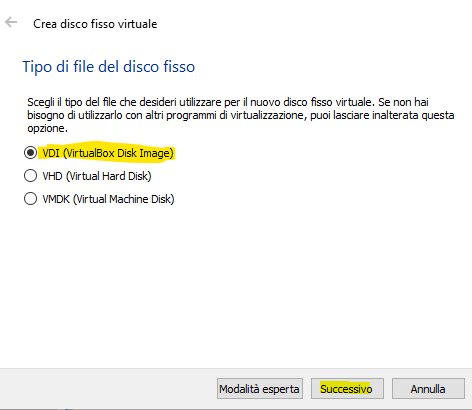 Crea disco fisso virtuale
Tipo di file del disco fisso
Scegli il tipo del file che desideri utilizzare per il nuovo disco fisso virtuale. Se non hai
bisogno di utilizzarlo con altri programmi di virtualizzazione, puoi lasciare inalterata questa
opzione.
VDI (VirtualBox Disk Image)
VHD (Virtual Hard Disk)
VMDK (Virtual Machine Disk)
Modalità esperta Successivo Annulla